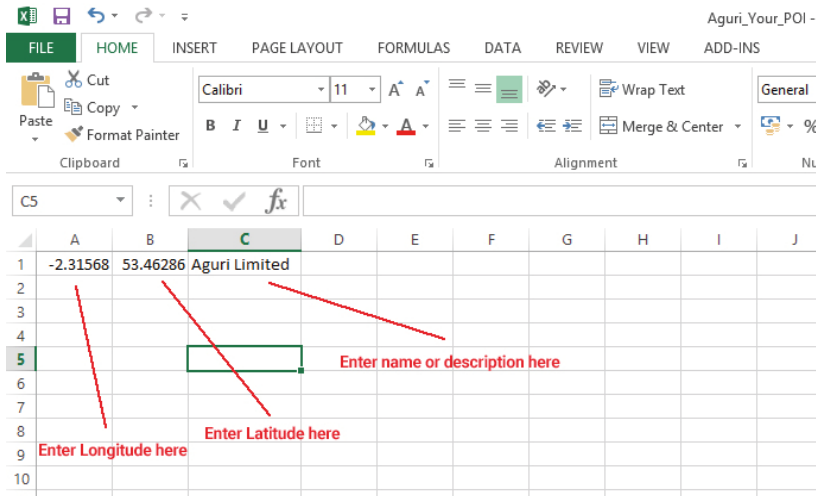 Aguri_Your_POI -
FILE HOME INSERT PAGE LAYOUT FORMULAS DATA REVIEW VIEW ADD-INS
Cut
Copy
Paste
Format Painter
Calibri 11 A A Wrap Text General
B I U A Merge & Center %
Clipboard Font Alignment Nu
C5 fx
A B C D E F G H I J
1 -2.31568 53.46286 Aguri Limited
2
3
4
5 Enter name or description here
6
7
8 Enter Latitude here
9 Enter Longitude here
10